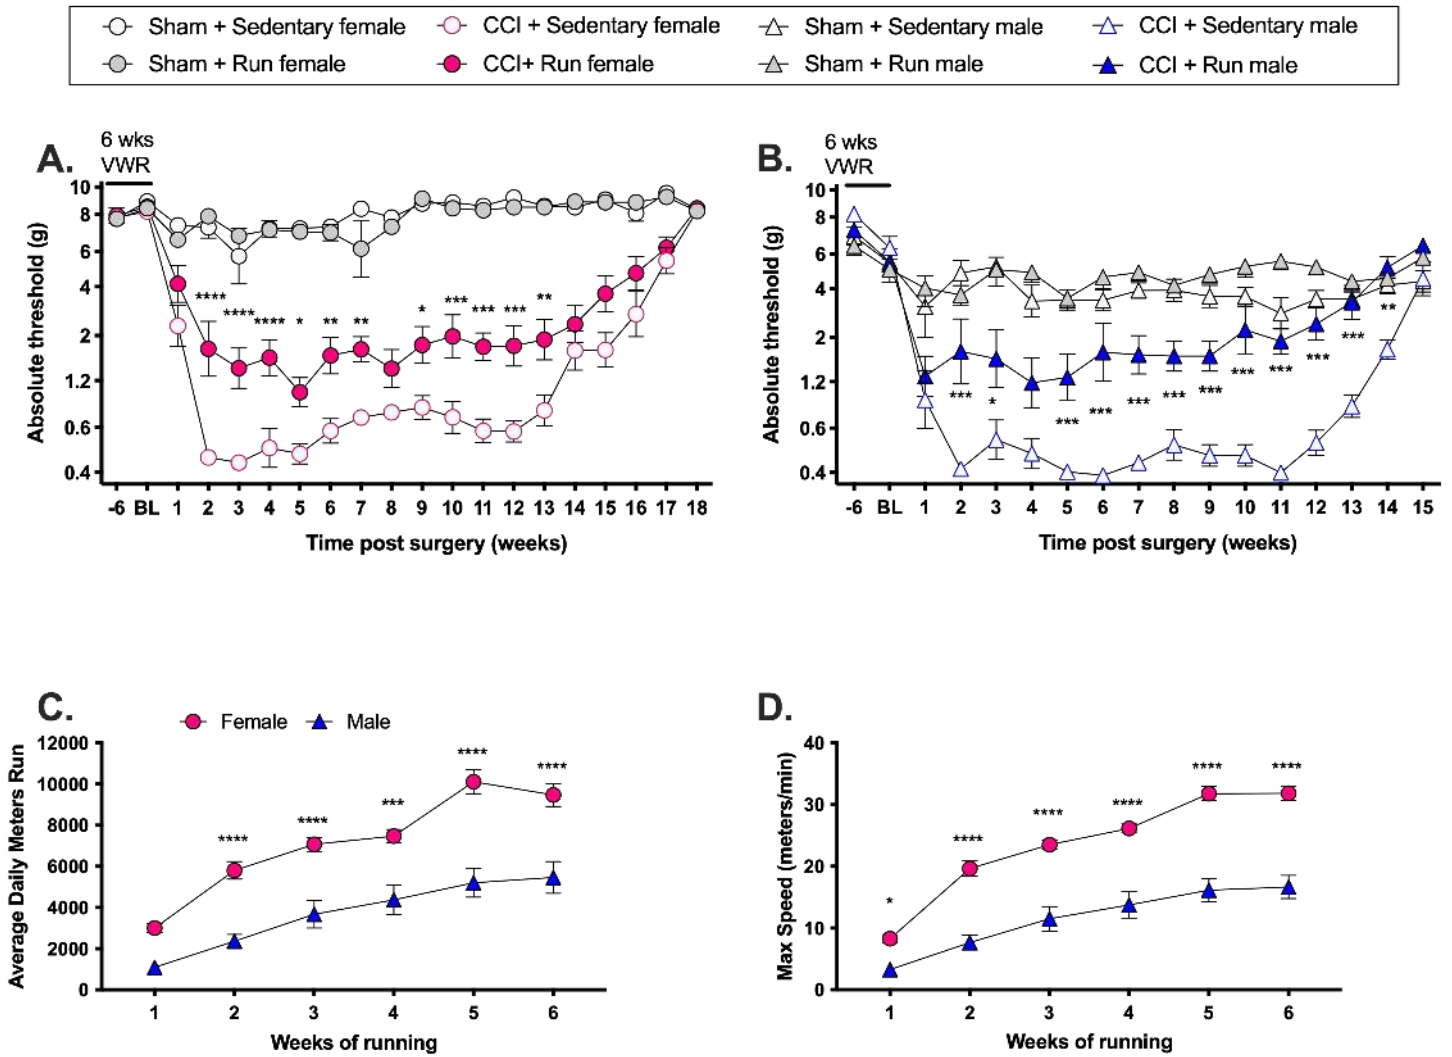 Sham + Sedentary female CCI + Sedentary female Sham + Sedentary male CCI + Sedentary male
Sham + Run female CCI+ Run female Sham + Run male CCI + Run male
A.
6 wks
VWR
Absolute threshold (g)
10
8
6
4
2
1.2
0.6
0.4
**** **** **** * ** ** * *** *** *** **
-6 BL 1 2 3 4 5 6 7 8 9 10 11 12 13 14 15 16 17 18
Time post surgery (weeks)
B.
6 wks
VWR
Absolute threshold (g)
10
8
6
4
2
1.2
0.6
0.4
*** * *** *** *** *** *** *** *** *** *** **
-6 BL 1 2 3 4 5 6 7 8 9 10 11 12 13 14 15
Time post surgery (weeks)
C.
Female Male
Average Daily Meters Run
12000
10000
8000
6000
4000
2000
0
**** **** *** **** ****
1 2 3 4 5 6
Weeks of running
D.
Max Speed (meters/min)
40
30
20
10
0
* **** **** **** **** ****
1 2 3 4 5 6
Weeks of running